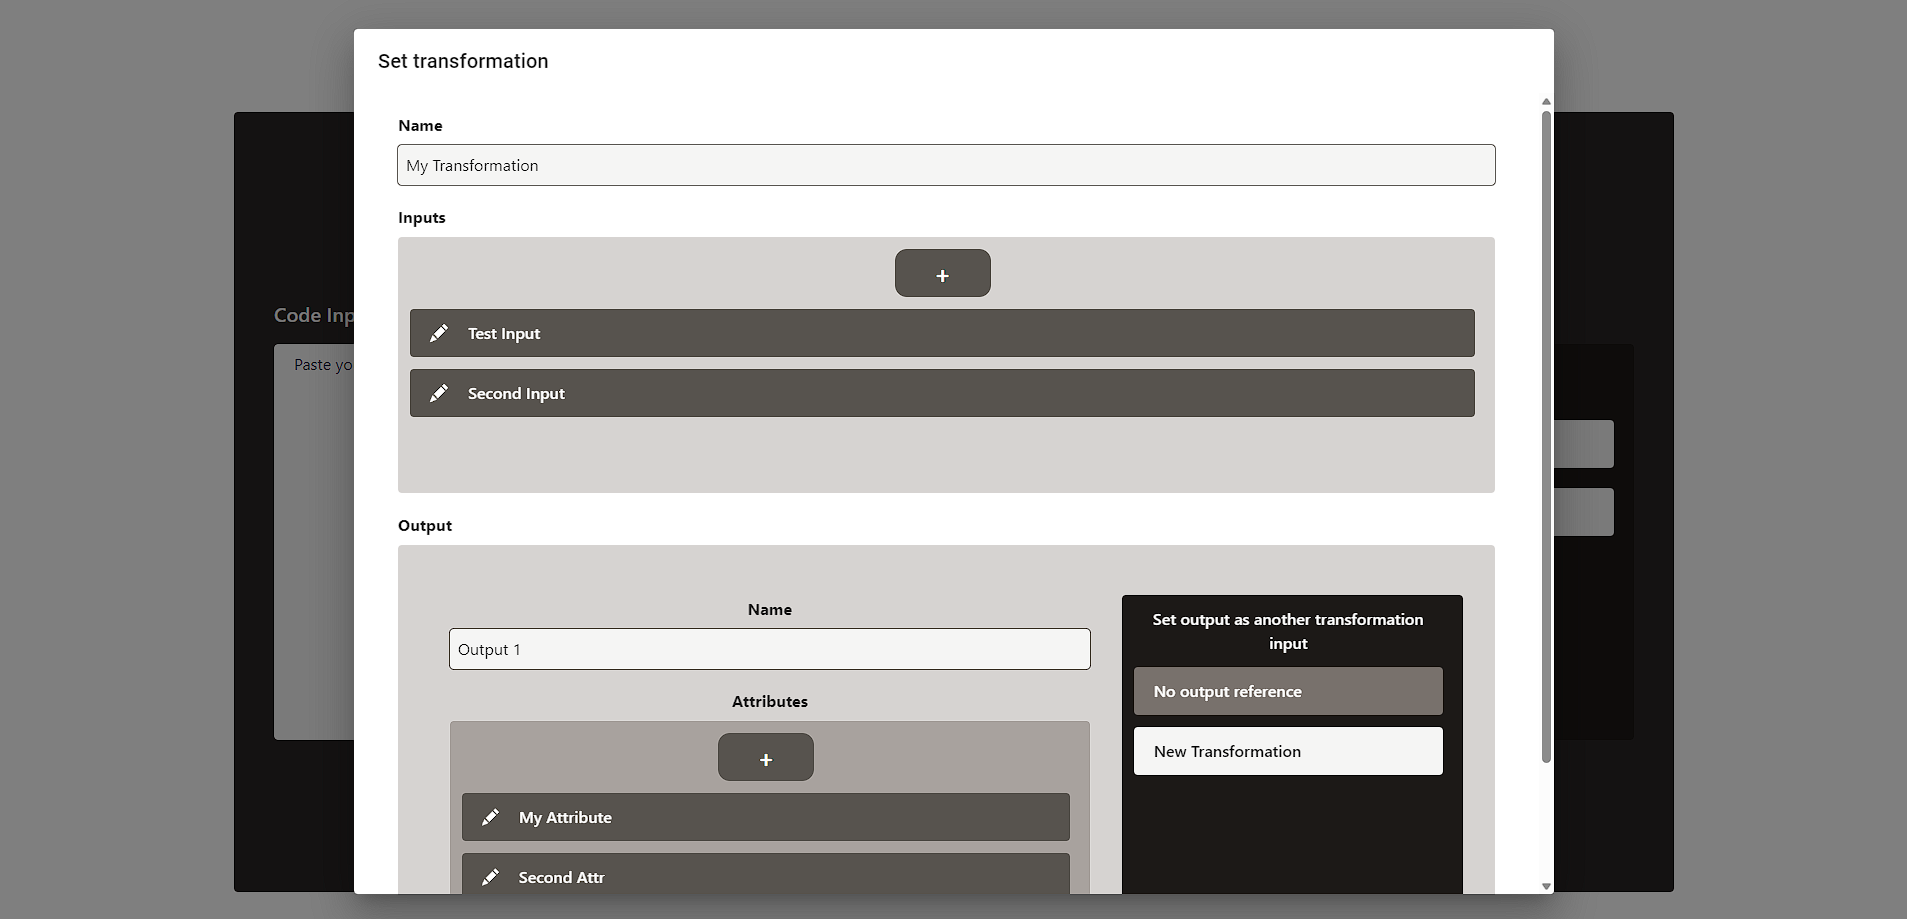 Set transformation
Name
My Transformation
Inputs
+
Test Input
Second Input
Code Inp
Paste yo
Output
Name
Output 1
Attributes
+
My Attribute
Second Attr
Set output as another transformation
input
No output reference
New Transformation